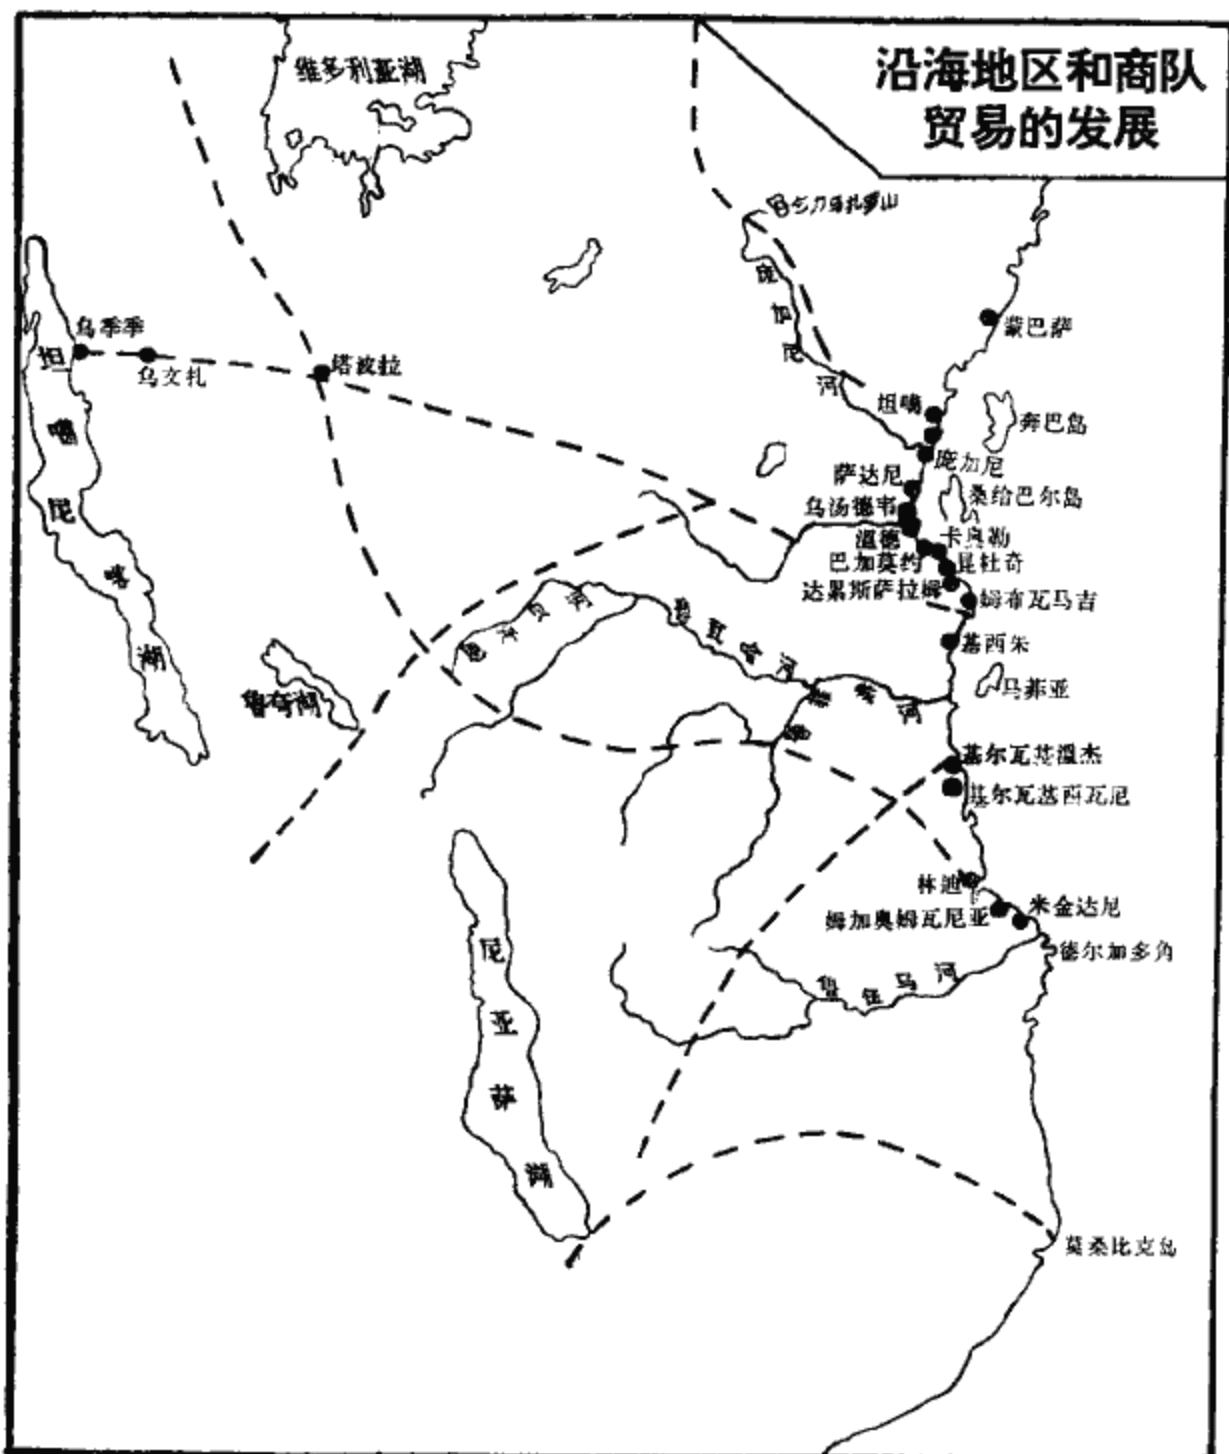 沿海地区和商队
贸易的发展
维多利亚湖
乞力马扎罗山
庞加尼河
蒙巴萨
乌季季
乌文扎
塔波拉
坦噶尼喀湖
坦噶
奔巴岛
庞加尼
萨达尼
桑给巴尔岛
乌汤德韦
温德
卡奥勒
巴加莫约
昆杜奇
达累斯萨拉姆
姆布瓦马吉
基西朱
马菲亚
鲁夸湖
河
河
河
基尔瓦基温杰
基尔瓦基西瓦尼
林迪
米金达尼
姆加奥姆瓦尼亚
德尔加多角
马河
尼亚萨湖
莫桑比克岛